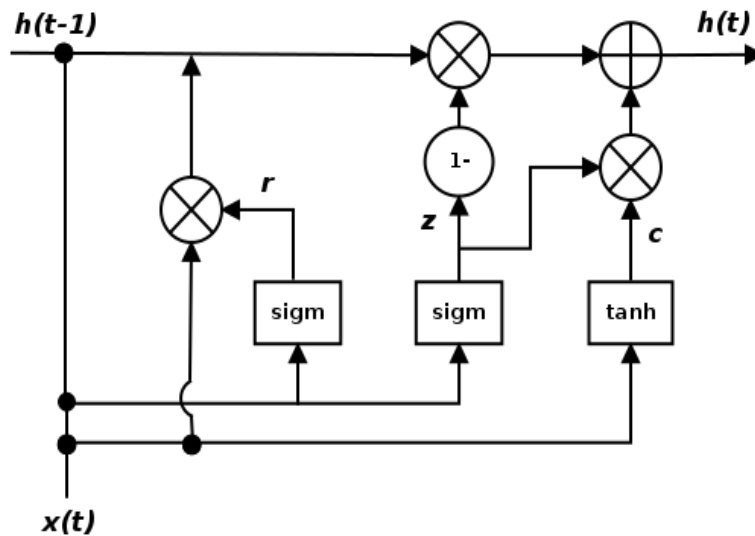 h(t-1)
h(t)
1-
r
z
c
sigm
sigm
tanh
x(t)